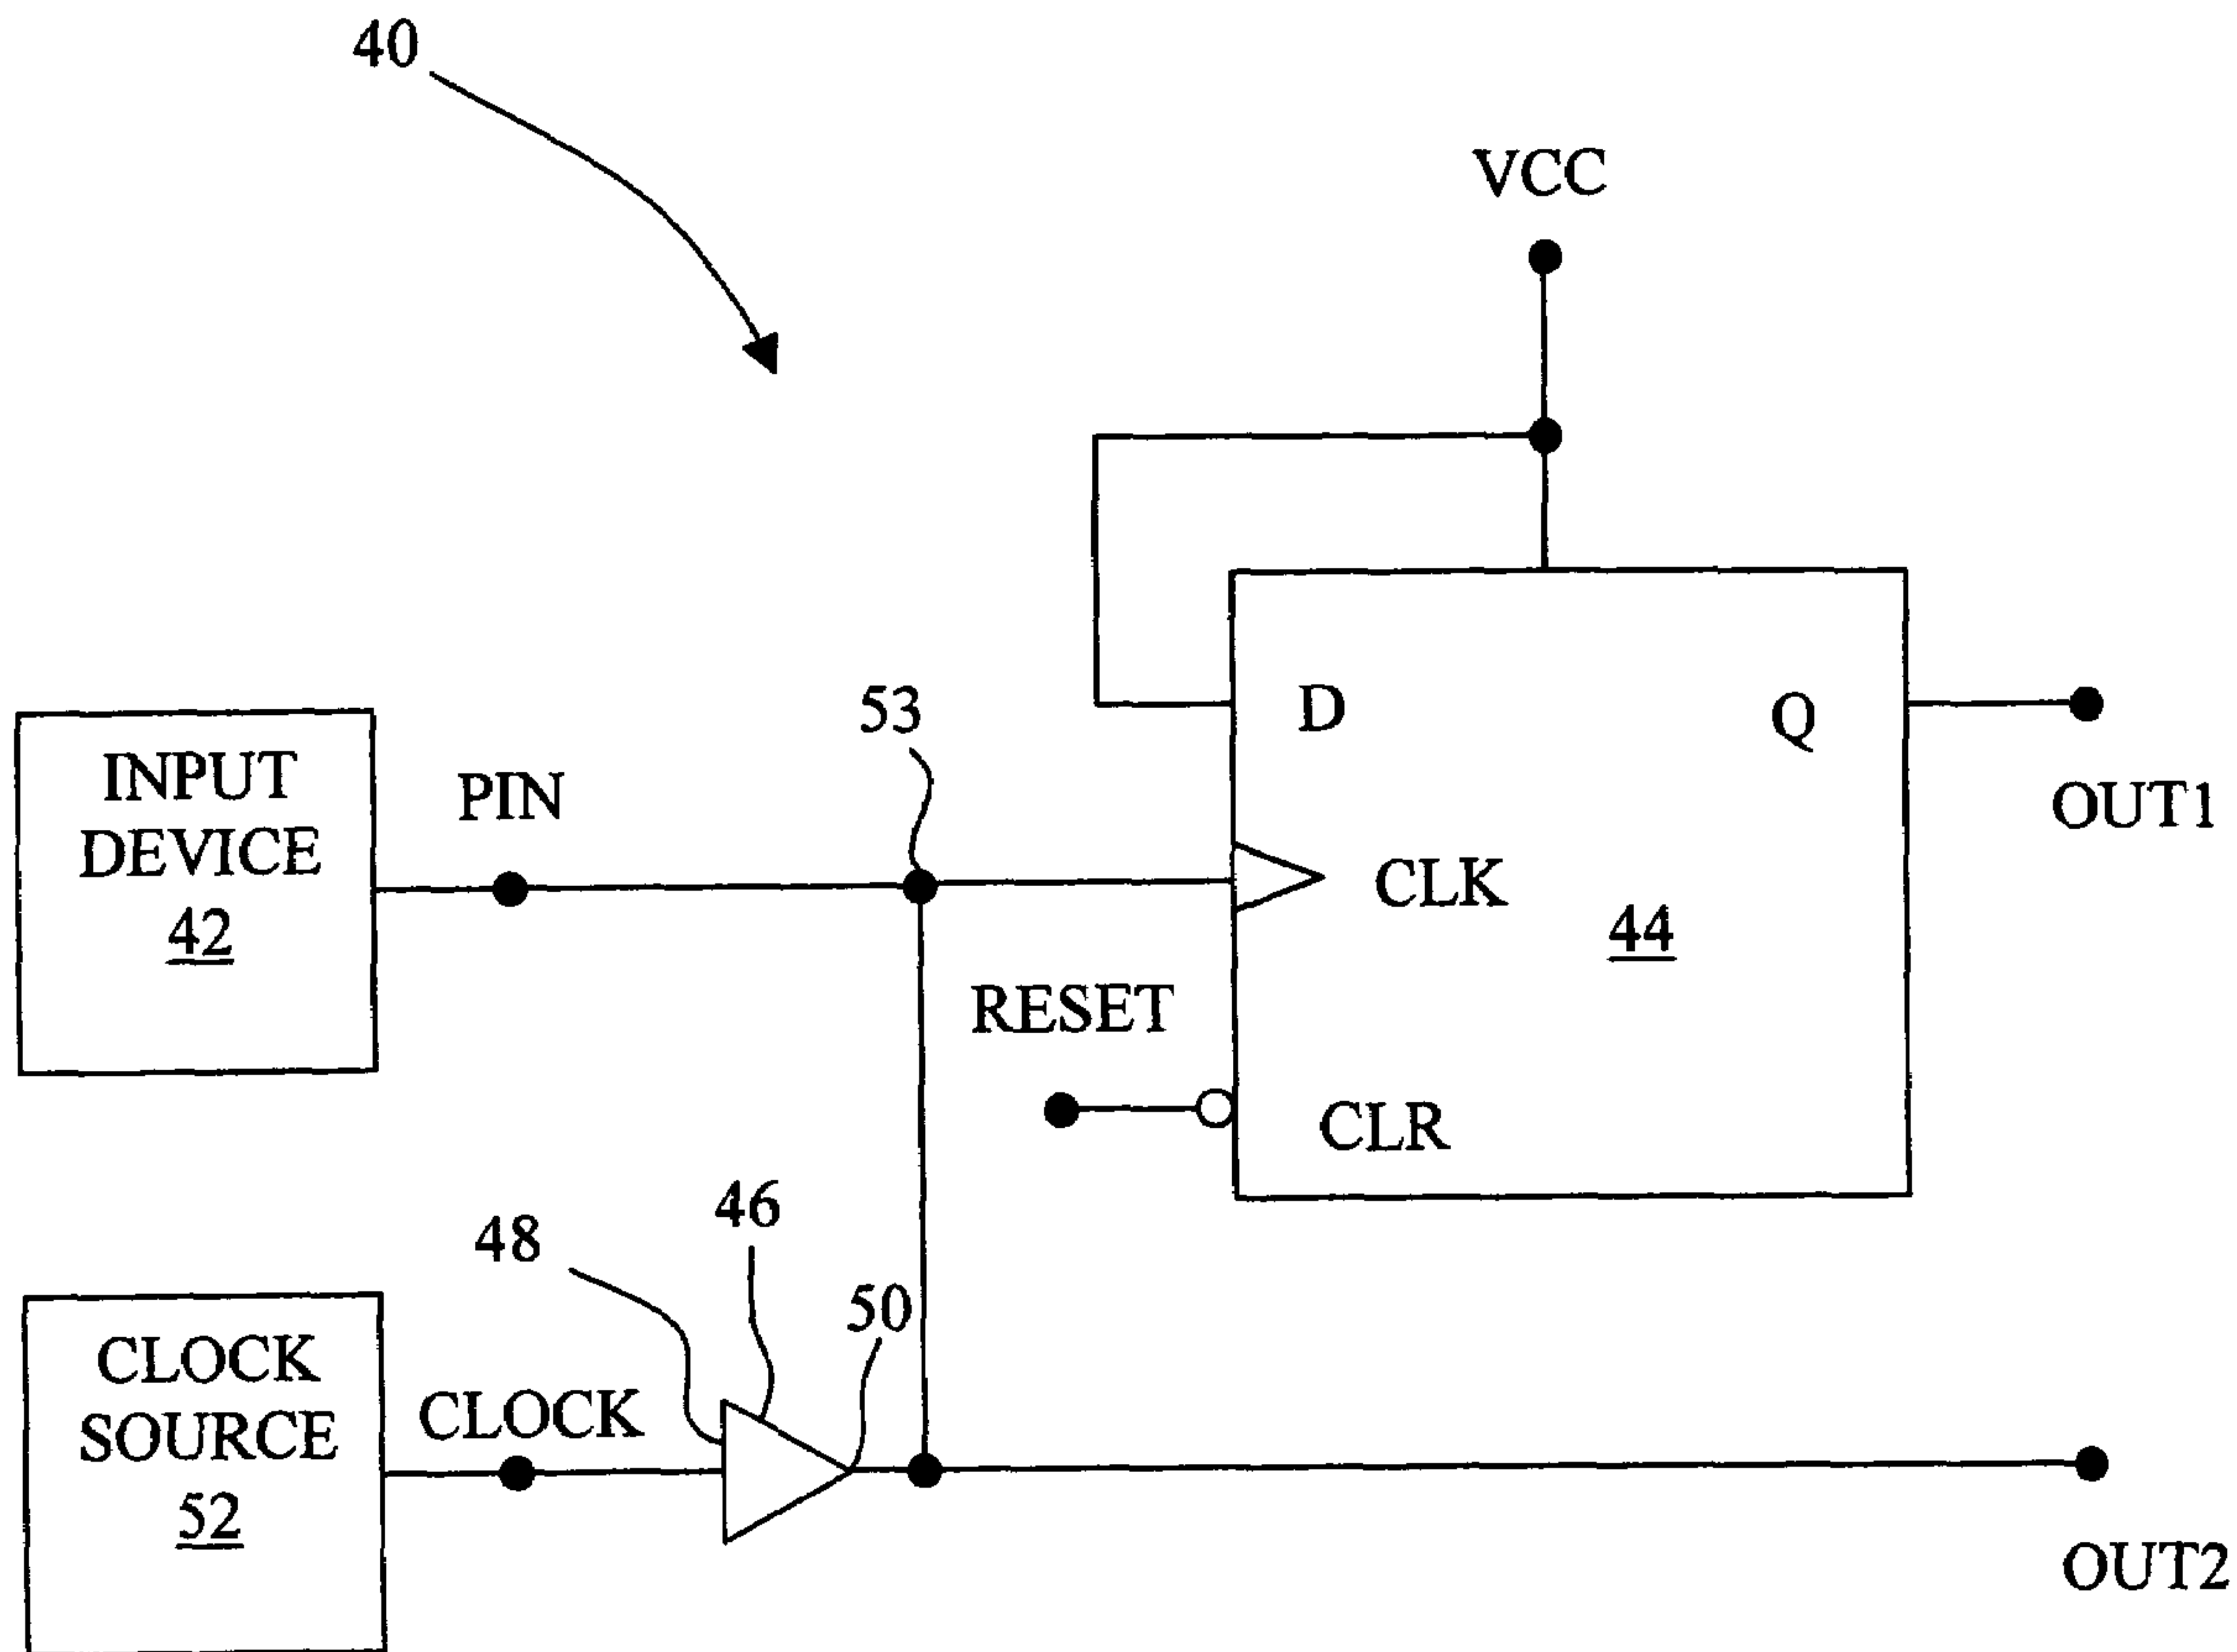 40
VCC
53
D
Q
INPUT
DEVICE
42
PIN
OUT1
CLK
44
RESET
CLR
46
48
50
CLOCK
SOURCE
52
CLOCK
OUT2